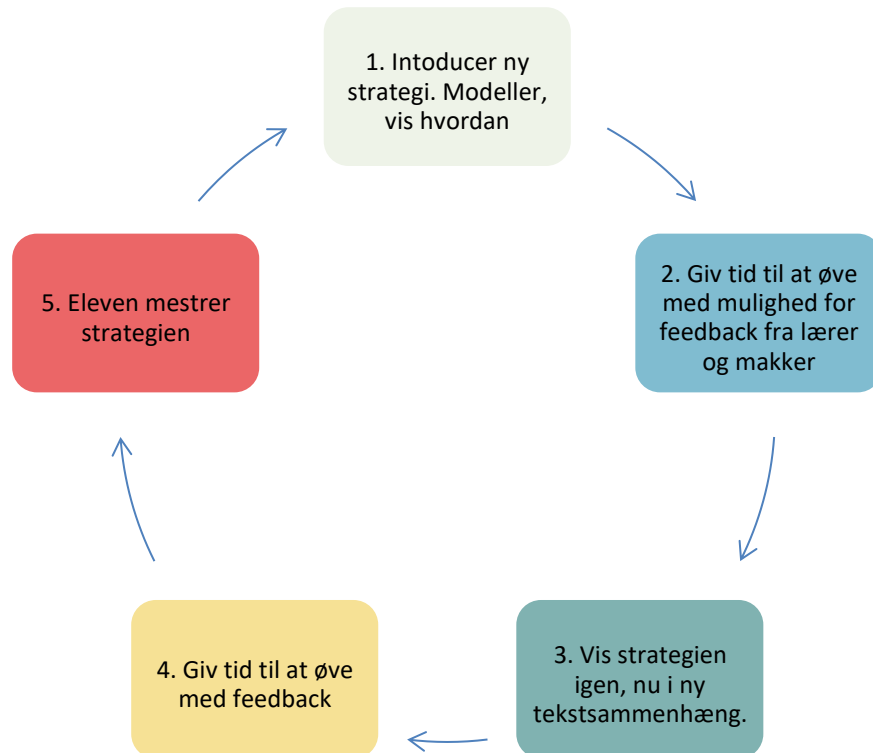 1. Intoducer ny
strategi. Modeller,
vis hvordan
2. Giv tid til at øve
med mulighed for
feedback fra lærer
og makker
3. Vis strategien
igen, nu i ny
tekstsammenhæng.
4. Giv tid til at øve
med feedback
5. Eleven mestrer
strategien